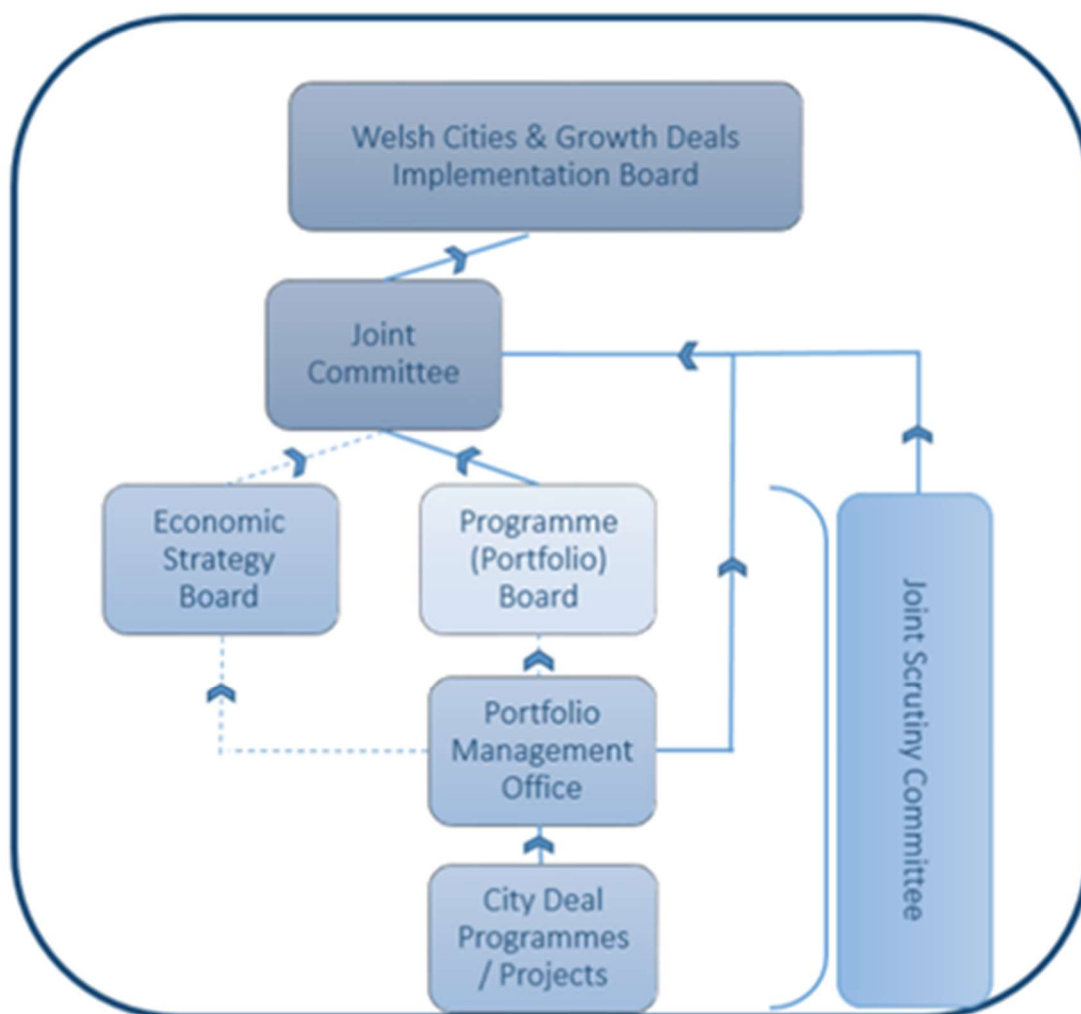 Welsh Cities & Growth Deals
Implementation Board
Joint
Committee
Economic
Strategy
Board
Programme
(Portfolio)
Board
Portfolio
Management
Office
City Deal
Programmes
/ Projects
Joint Scrutiny Committee